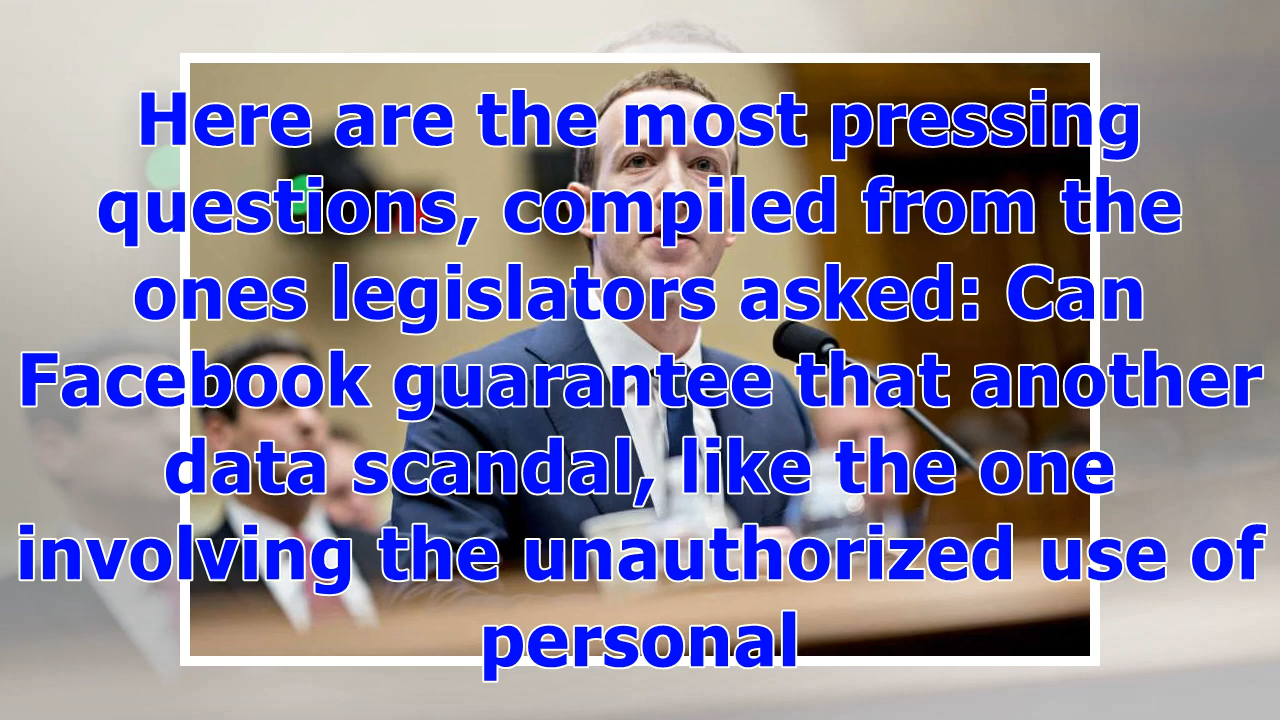 Here are the most pressing
questions, compiled from the
ones legislators asked: Can
Facebook guarantee that another
data scandal, like the one
involving the unauthorized use of
personal